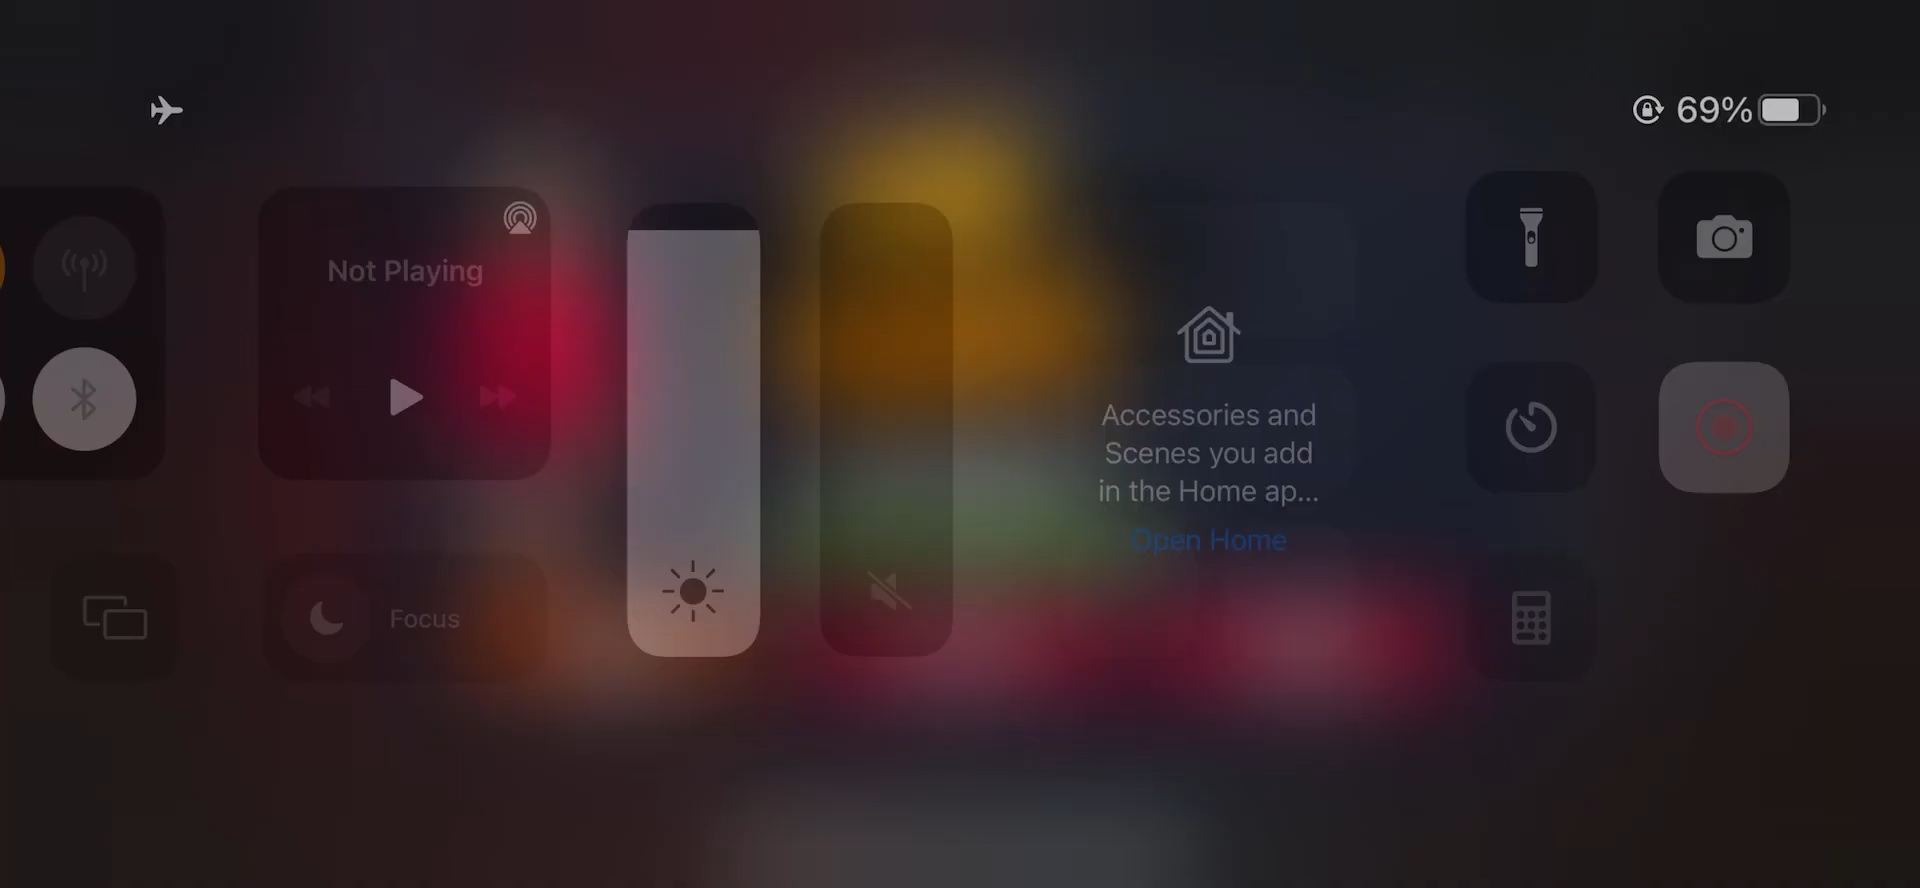 69%
Not Playing
Accessories and
Scenes you add
in the Home ap...
Open Home
Focus